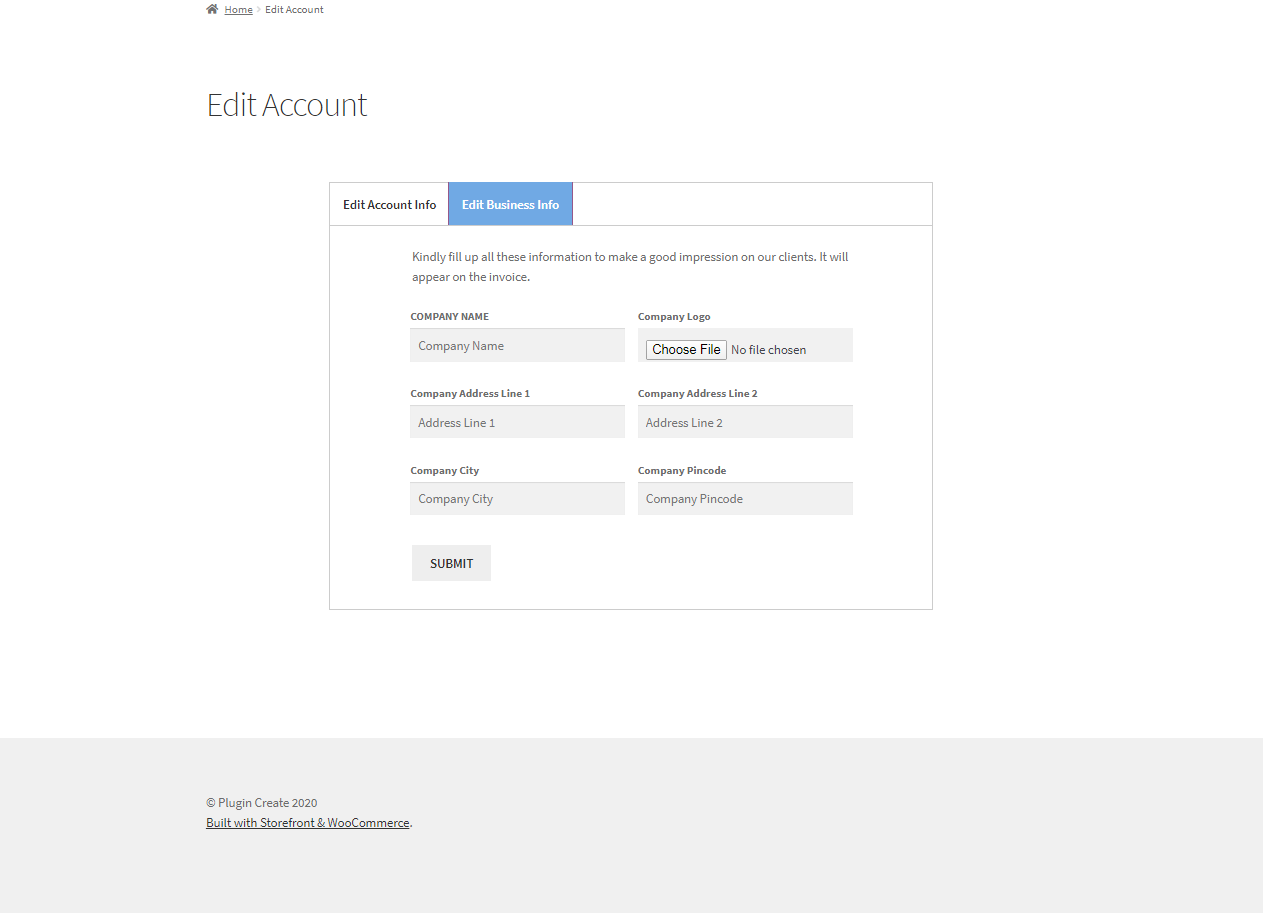 Home › Edit Account
Edit Account
Edit Account Info Edit Business Info
Kindly fill up all these information to make a good impression on our clients. It will
appear on the invoice.
COMPANY NAME Company Logo
Company Name Choose File No file chosen
Company Address Line 1 Company Address Line 2
Address Line 1 Address Line 2
Company City Company Pincode
Company City Company Pincode
SUBMIT
© Plugin Create 2020
Built with Storefront & WooCommerce.